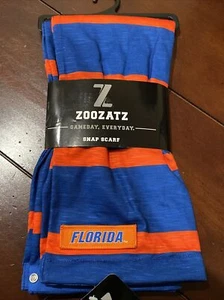 Z
ZOOZATZ
GAMEDAY. EVERYDAY.
SNAP SCARF
FLORIDA